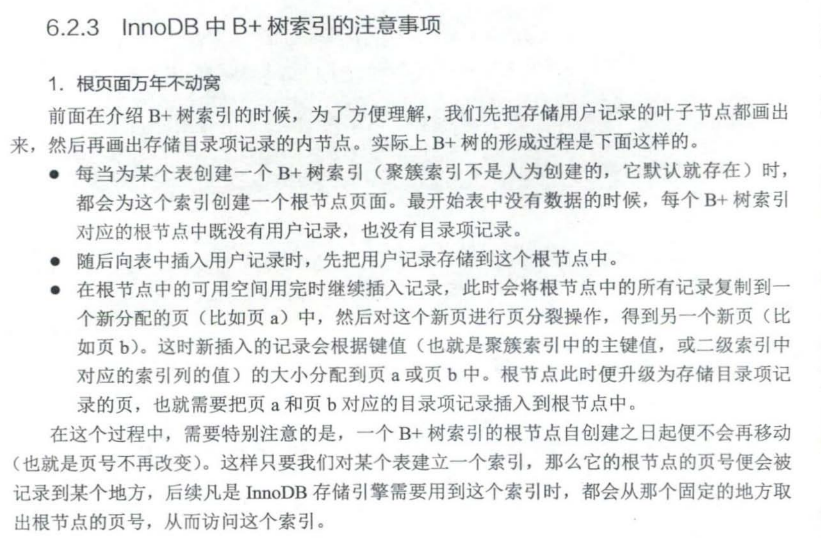 6.2.3 InnoDB 中 B+ 树索引的注意事项
1. 根页面万年不动窝
前面在介绍 B+ 树索引的时候，为了方便理解，我们先把存储用户记录的叶子节点都画出
来，然后再画出存储目录项记录的内节点。实际上 B+ 树的形成过程是下面这样的。
● 每当为某个表创建一个 B+ 树索引（聚簇索引不是人为创建的，它默认就存在）时，
都会为这个索引创建一个根节点页面。最开始表中没有数据的时候，每个 B+ 树索引
对应的根节点中既没有用户记录，也没有目录项记录。
● 随后向表中插入用户记录时，先把用户记录存储到这个根节点中。
● 在根节点中的可用空间用完时继续插入记录，此时会将根节点中的所有记录复制到一
个新分配的页（比如页 a）中，然后对这个新页进行页分裂操作，得到另一个新页（比
如页 b）。这时新插入的记录会根据键值（也就是聚簇索引中的主键值，或二级索引中
对应的索引列的值）的大小分配到页 a 或页 b 中。根节点此时便升级为存储目录项记
录的页，也就需要把页 a 和页 b 对应的目录项记录插入到根节点中。
在这个过程中，需要特别注意的是，一个 B+ 树索引的根节点自创建之日起便不会再移动
（也就是页号不再改变）。这样只要我们对某个表建立一个索引，那么它的根节点的页号便会被
记录到某个地方，后续凡是 InnoDB 存储引擎需要用到这个索引时，都会从那个固定的地方取
出根节点的页号，从而访问这个索引。